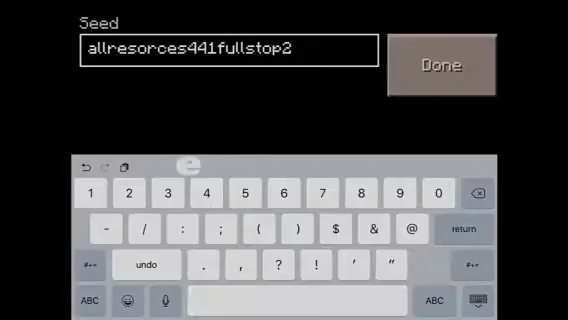 Seed
allresorces441fullstop2
Done
e
1 2 3 4 5 6 7 8 9 0
- / : ; ( ) $ & @ return
#+= undo . , ? ! ' " #+=
ABC ABC